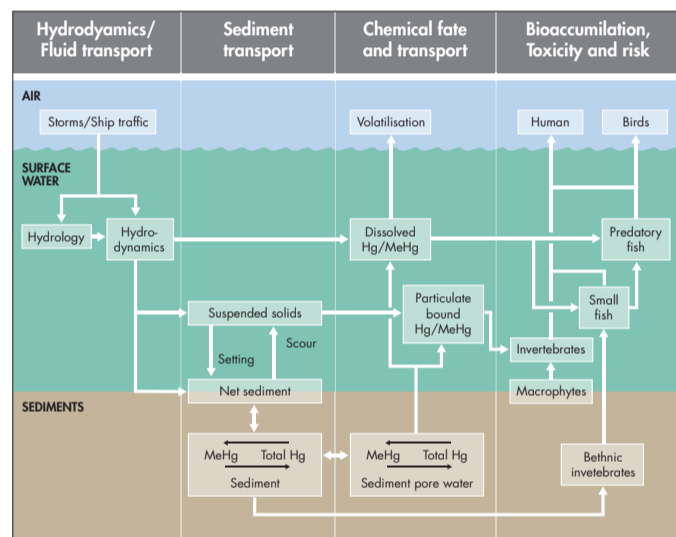 Hydrodyamics/
Fluid transport
Sediment
transport
Chemical fate
and transport
Bioaccumilation,
Toxicity and risk
AIR
Storms/Ship traffic
Volatilisation
Human
Birds
SURFACE
WATER
Hydrology
Hydro-
dynamics
Dissolved
Hg/MeHg
Predatory
fish
Suspended solids
Particulate
bound
Hg/MeHg
Small
fish
Setting
Scour
Invertebrates
Net sediment
Macrophytes
SEDIMENTS
MeHg Total Hg
Sediment
MeHg Total Hg
Sediment pore water
Bethnic
invetebrates